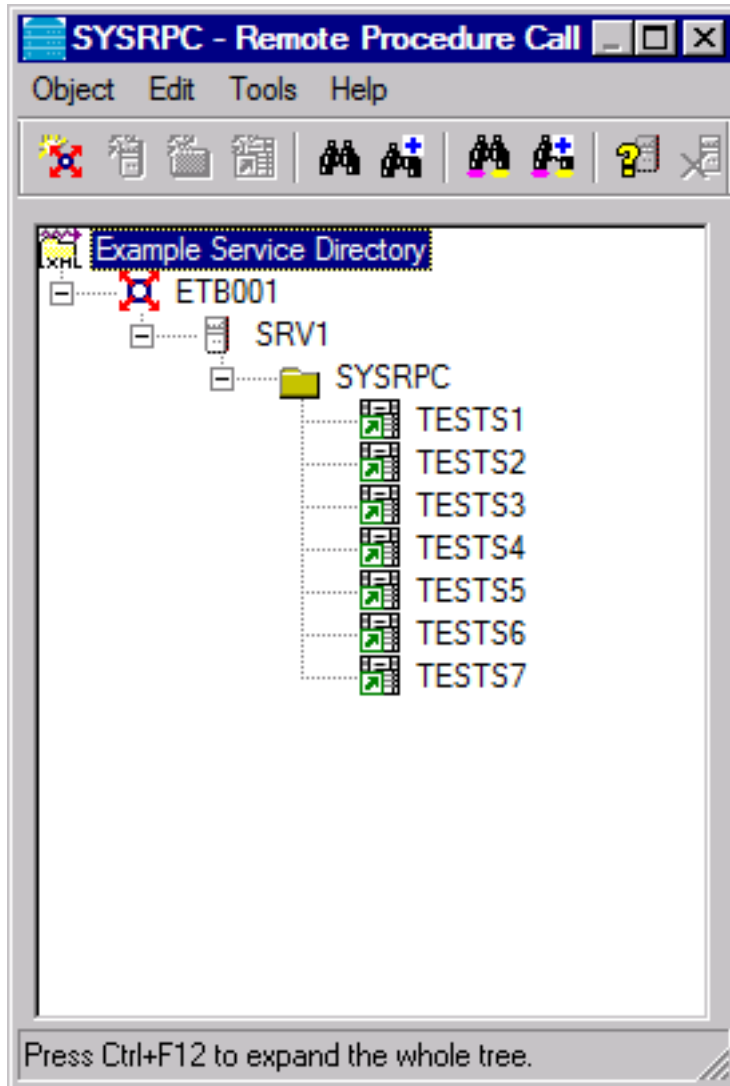 SYSRPC - Remote Procedure Call
Object Edit Tools Help
XML Example Service Directory
ETB001
SRV1
SYSRPC
TESTS1
TESTS2
TESTS3
TESTS4
TESTS5
TESTS6
TESTS7
Press Ctrl+F12 to expand the whole tree.